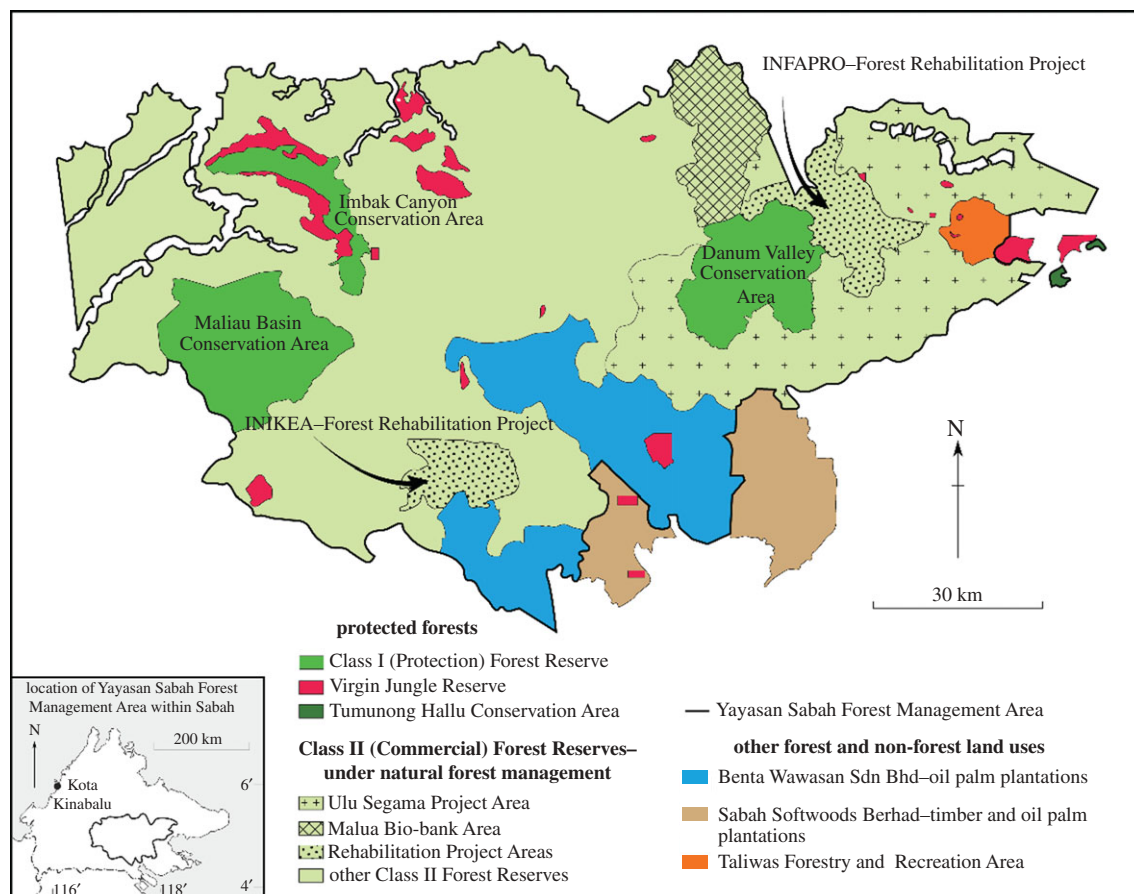 INFAPRO–Forest Rehabilitation Project
Imbak Canyon
Conservation Area
Danum Valley
Conservation
Area
Maliau Basin
Conservation Area
INIKEA–Forest Rehabilitation Project
N
30 km
protected forests
Class I (Protection) Forest Reserve
Virgin Jungle Reserve
Tumunong Hallu Conservation Area
Class II (Commercial) Forest Reserves–
under natural forest management
Ulu Segama Project Area
Malua Bio-bank Area
Rehabilitation Project Areas
other Class II Forest Reserves
Yayasan Sabah Forest Management Area
other forest and non-forest land uses
Benta Wawasan Sdn Bhd–oil palm plantations
Sabah Softwoods Berhad–timber and oil palm
plantations
Taliwas Forestry and Recreation Area
location of Yayasan Sabah Forest
Management Area within Sabah
N
200 km
Kota
Kinabalu
6′
116′
118′
4′